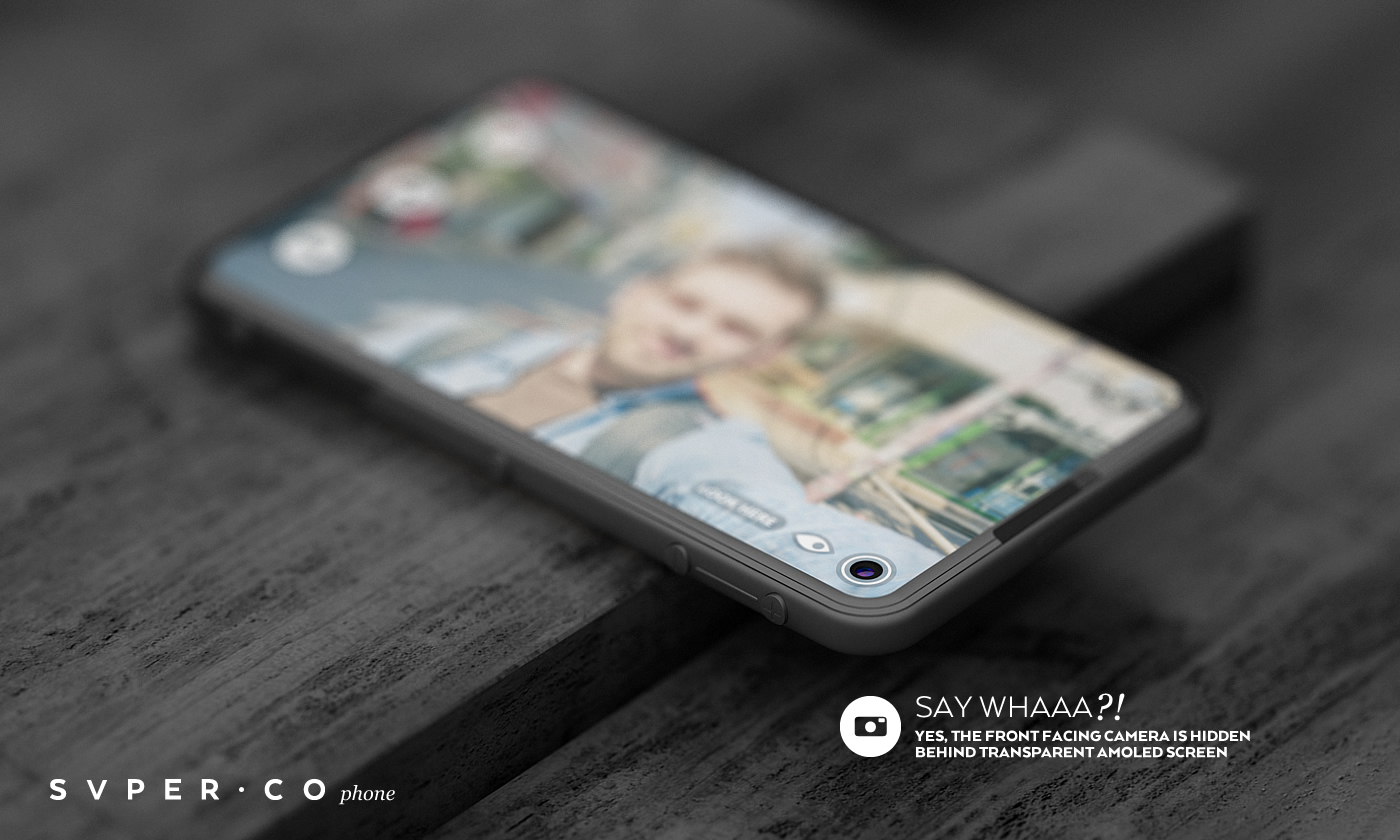 LOOK HERE
SAY WHAAA?!
YES, THE FRONT FACING CAMERA IS HIDDEN
BEHIND TRANSPARENT AMOLED SCREEN
SVPER·CO phone